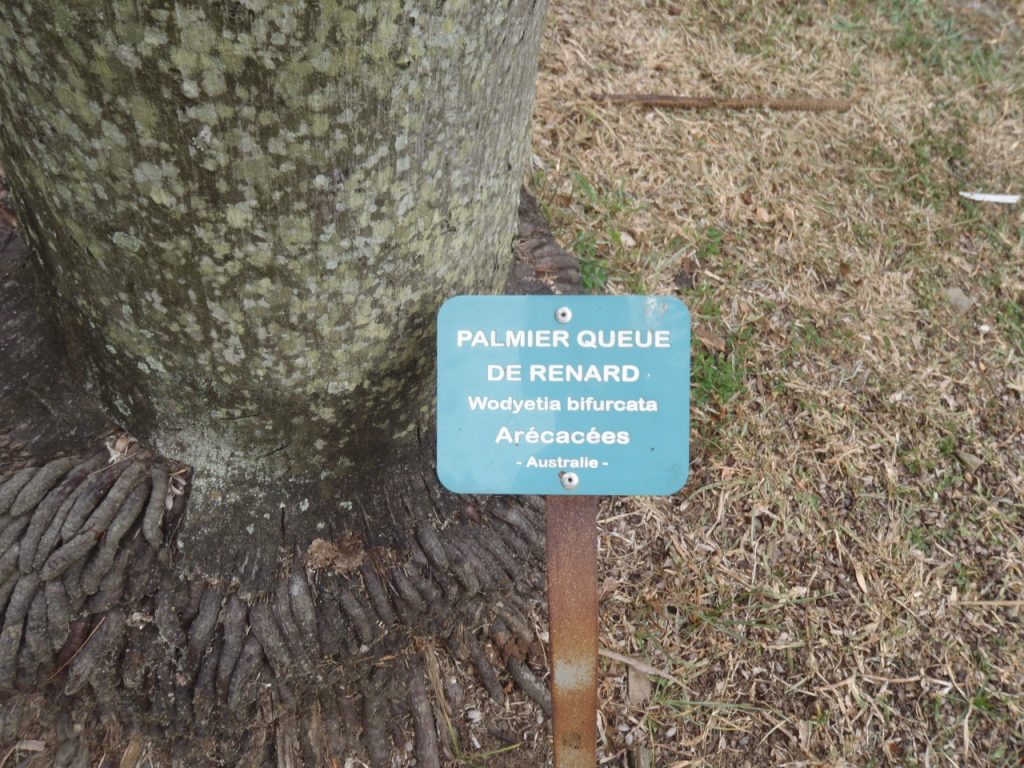 PALMIER QUEUE
DE RENARD
Wodyetia bifurcata
Arécacées
- Australie -